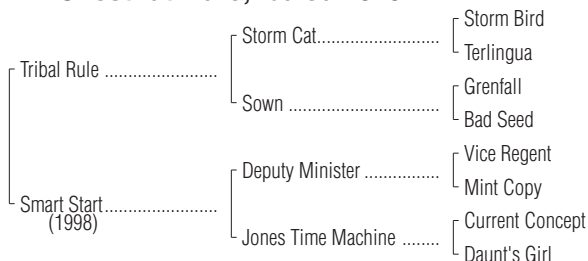 Storm Bird
Storm Cat..............................
Terlingua
Tribal Rule ............................
Grenfall
Sown .....................................
Bad Seed
Vice Regent
Deputy Minister ...................
Mint Copy
Smart Start............................
(1998)
Current Concept
Jones Time Machine .........
Daunt's Girl